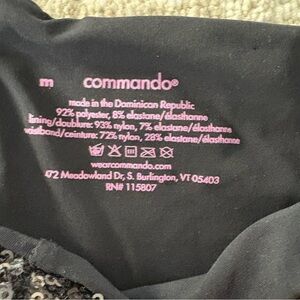 m commando®
made in the Dominican Republic
92% polyester, 8% elastane/élasthanne
lining/doublure: 93% nylon, 7% elastane/élasthanne
waistband/ceinture: 72% nylon, 28% elastane/élasthanne
wearcommando.com
472 Meadowland Dr, S. Burlington, VT 05403
RN# 115807